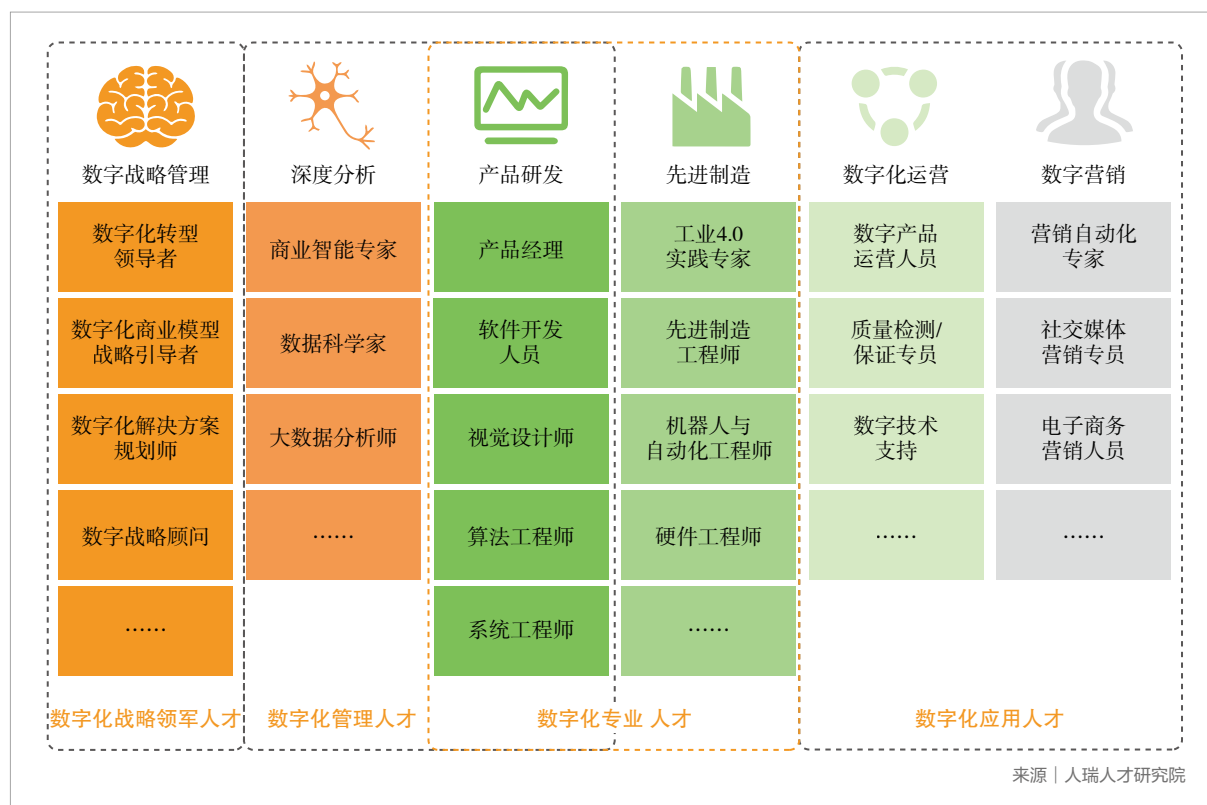 数字战略管理
数字化转型
领导者
数字化商业模型
战略引导者
数字化解决方案
规划师
数字战略顾问
……
深度分析
商业智能专家
数据科学家
大数据分析师
……
产品研发
产品经理
软件开发
人员
视觉设计师
算法工程师
系统工程师
先进制造
工业4.0
实践专家
先进制造
工程师
机器人与
自动化工程师
硬件工程师
……
数字化运营
数字产品
运营人员
质量检测/
保证专员
数字技术
支持
……
数字营销
营销自动化
专家
社交媒体
营销专员
电子商务
营销人员
……
数字化战略领军人才
数字化管理人才
数字化专业 人才
数字化应用人才
来源｜人瑞人才研究院